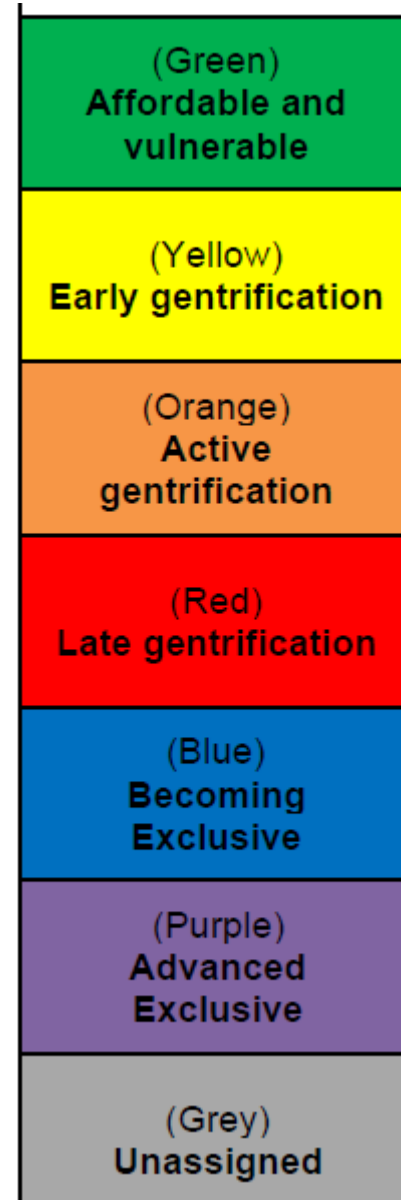 (Green)
Affordable and
vulnerable
(Yellow)
Early gentrification
(Orange)
Active
gentrification
(Red)
Late gentrification
(Blue)
Becoming
Exclusive
(Purple)
Advanced
Exclusive
(Grey)
Unassigned